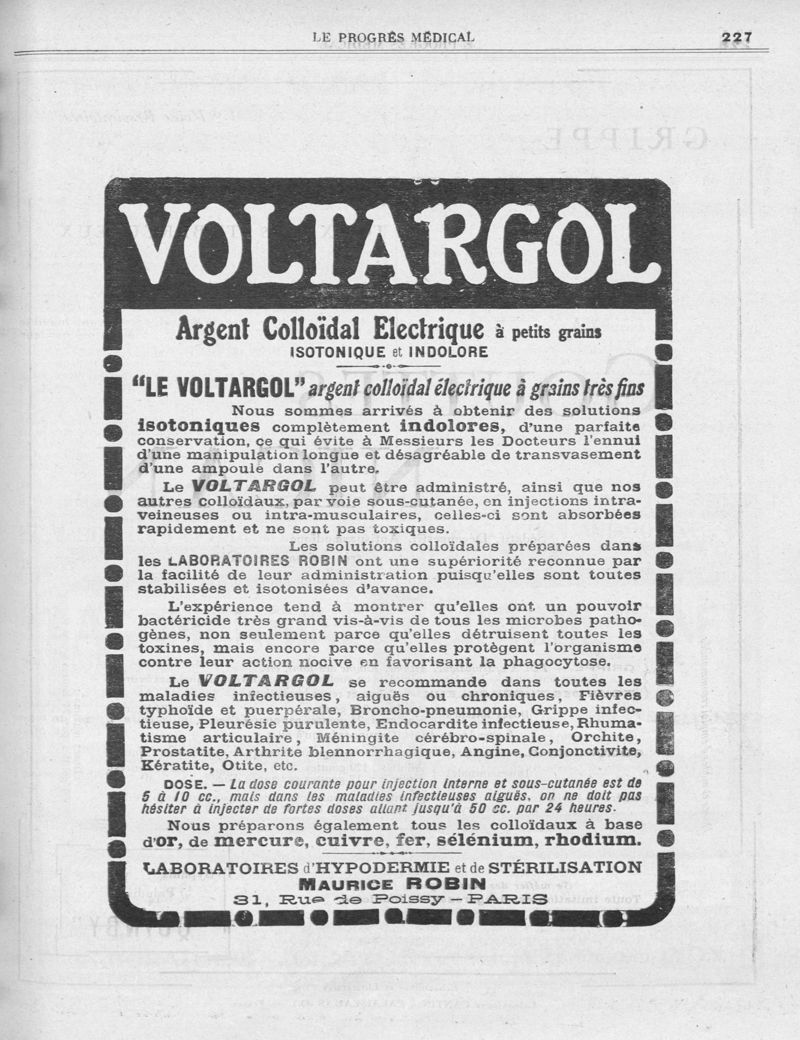 LE PROGRÈS MÉDICAL
227
VOLTARGOL
Argent Colloïdal Electrique à petits grains
ISOTONIQUE et INDOLORE
“LE VOLTARGOL” argent colloïdal électrique à grains très fins
Nous sommes arrivés à obtenir des solutions
isotoniques complètement indolores, d'une parfaite
conservation, ce qui évite à Messieurs les Docteurs l'ennui
d'une manipulation longue et désagréable de transvasement
d'une ampoule dans l'autre.
Le VOLTARGOL peut être administré, ainsi que nos
autres colloïdaux, par voie sous-cutanée, en injections intra-
veineuses ou intra-musculaires, celles-ci sont absorbées
rapidement et ne sont pas toxiques.
Les solutions colloïdales préparées dans
les LABORATOIRES ROBIN ont une supériorité reconnue par
la facilité de leur administration puisqu'elles sont toutes
stabilisées et isotonisées d'avance.
L'expérience tend à montrer qu'elles ont un pouvoir
bactéricide très grand vis-à-vis de tous les microbes patho-
gènes, non seulement parce qu'elles détruisent toutes les
toxines, mais encore parce qu'elles protègent l'organisme
contre leur action nocive en favorisant la phagocytose.
Le VOLTARGOL se recommande dans toutes les
maladies infectieuses, aiguës ou chroniques, Fièvres
typhoïde et puerpérale, Broncho-pneumonie, Grippe infec-
tieuse, Pleurésie purulente, Endocardite infectieuse, Rhuma-
tisme articulaire, Méningite cérébro-spinale, Orchite,
Prostatite, Arthrite blennorrhagique, Angine, Conjonctivite,
Kératite, Otite, etc.
DOSE. — La dose courante pour injection interne et sous-cutanée est de
5 à 10 cc., mais dans les maladies infectieuses aiguës, on ne doit pas
hésiter à injecter de fortes doses allant jusqu'à 50 cc. par 24 heures.
Nous préparons également tous les colloïdaux à base
d'or, de mercure, cuivre, fer, sélénium, rhodium.
LABORATOIRES d'HYPODERMIE et de STÉRILISATION
MAURICE ROBIN
31, Rue de Poissy — PARIS